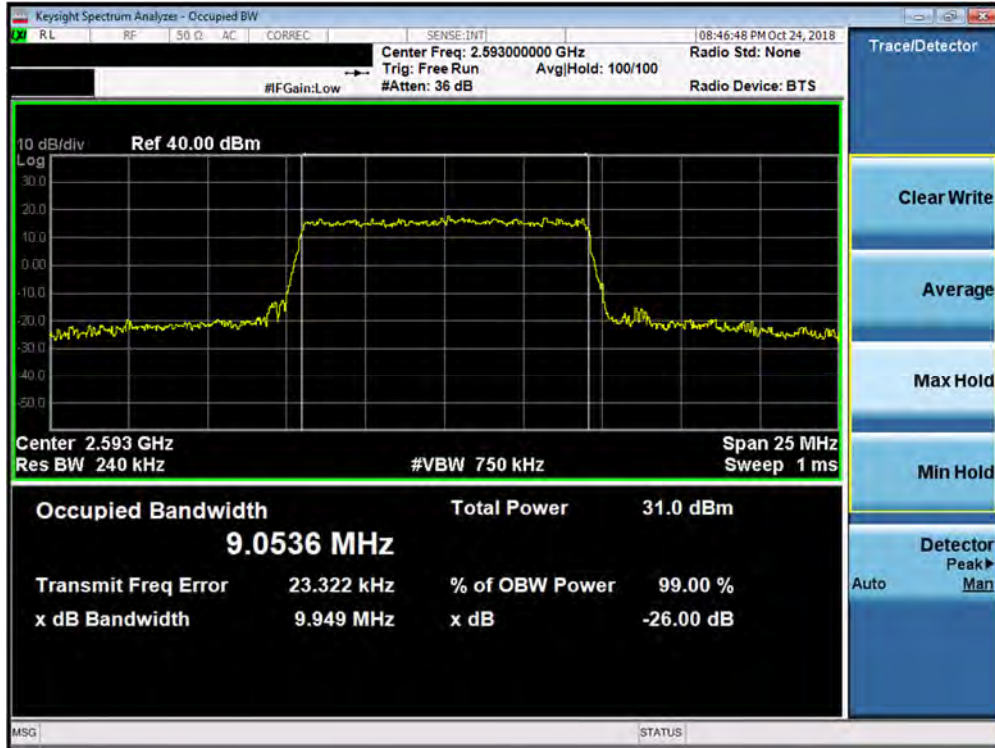 Keysight Spectrum Analyzer - Occupied BW
LXI RL RF 50 Ω AC CORREC SENSE:INT 08:46:48 PM Oct 24, 2018
Center Freq: 2.593000000 GHz Radio Std: None
Trig: Free Run Avg|Hold: 100/100
#IFGain:Low #Atten: 36 dB Radio Device: BTS
Trace/Detector
10 dB/div Ref 40.00 dBm
Log
30.0
20.0
10.0
0.00
-10.0
-20.0
-30.0
-40.0
-50.0
Center 2.593 GHz Span 25 MHz
Res BW 240 kHz #VBW 750 kHz Sweep 1 ms
Occupied Bandwidth Total Power 31.0 dBm
9.0536 MHz
Transmit Freq Error 23.322 kHz % of OBW Power 99.00 %
x dB Bandwidth 9.949 MHz x dB -26.00 dB
Clear Write
Average
Max Hold
Min Hold
Detector
Peak▶
Auto Man
MSG STATUS